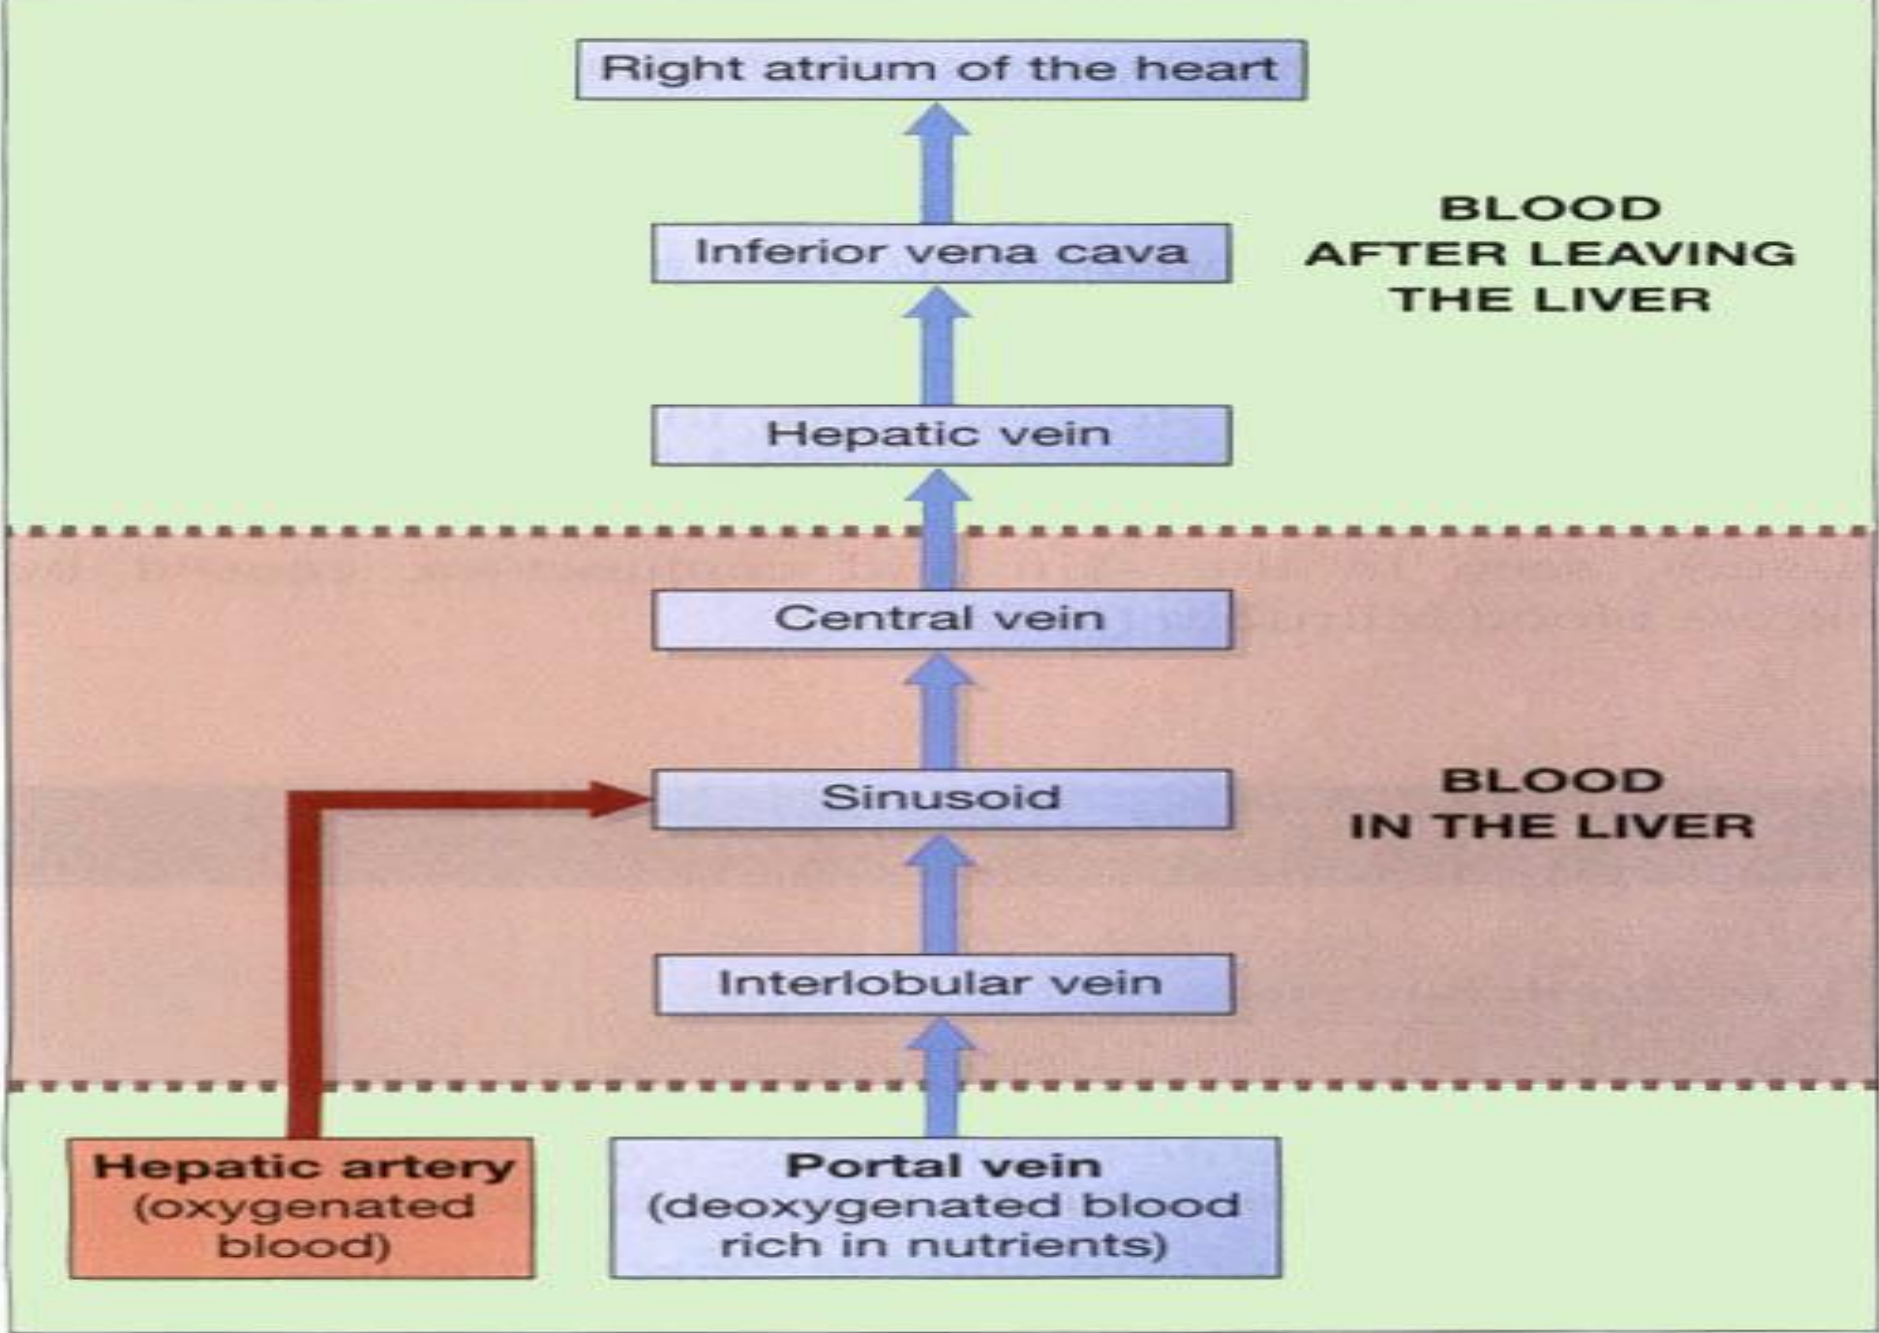 Right atrium of the heart
Inferior vena cava
BLOOD
AFTER LEAVING
THE LIVER
Hepatic vein
Central vein
Sinusoid
BLOOD
IN THE LIVER
Interlobular vein
Hepatic artery
(oxygenated
blood)
Portal vein
(deoxygenated blood
rich in nutrients)